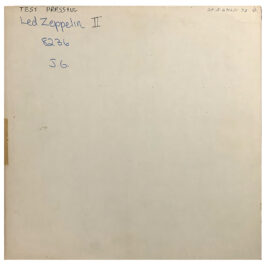 TEST PRESSING
Led Zeppelin II
8236
J.G.